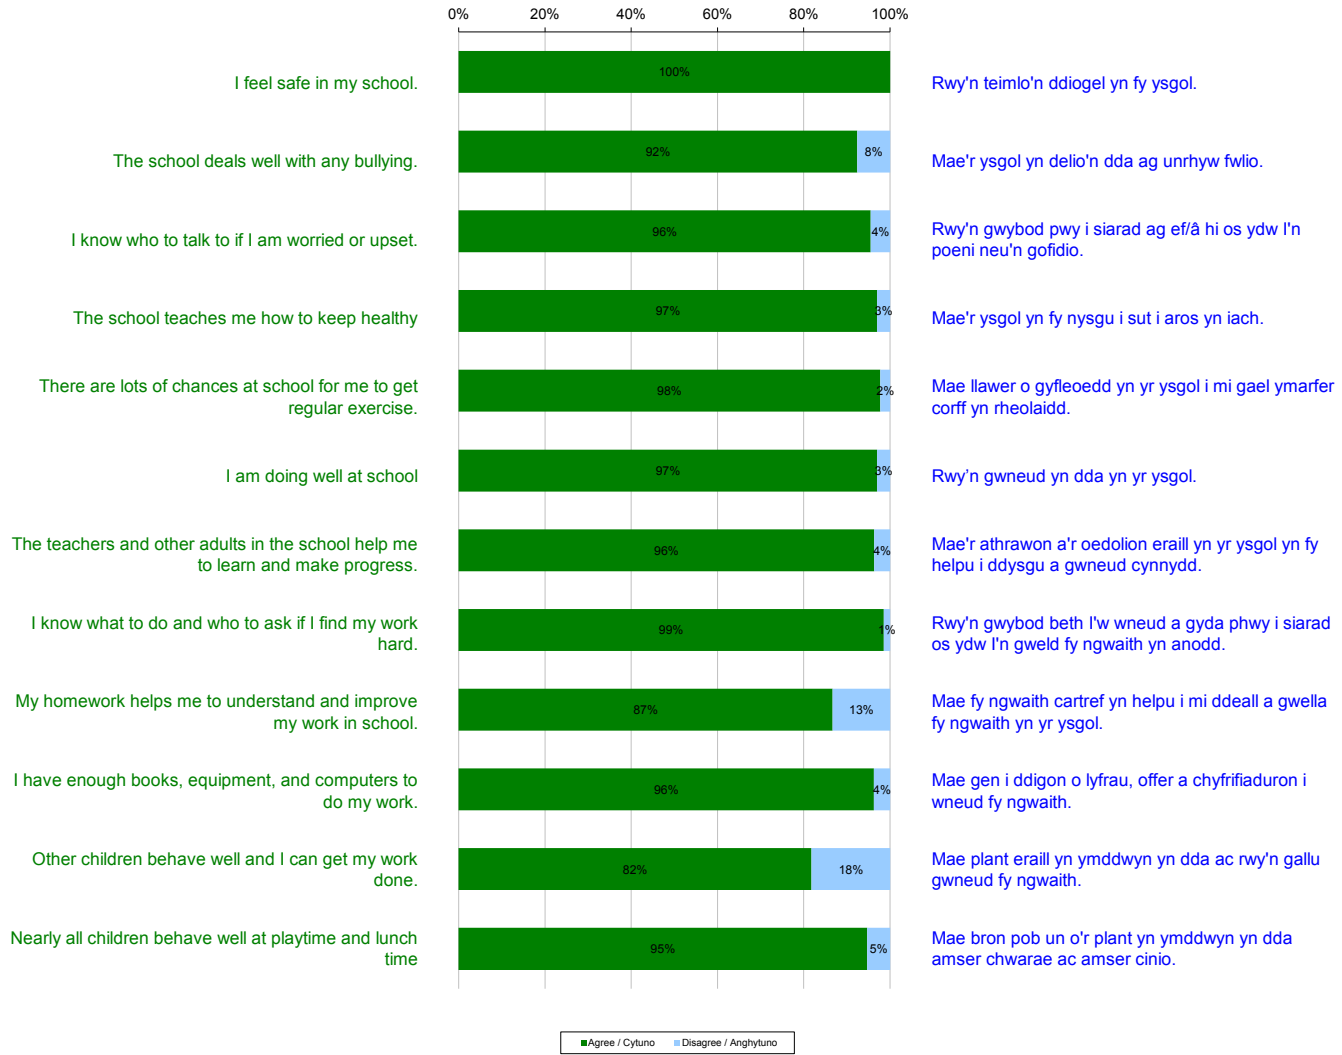 0% 20% 40% 60% 80% 100%
I feel safe in my school.
100%
Rwy'n teimlo'n ddiogel yn fy ysgol.
The school deals well with any bullying.
92% 8%
Mae'r ysgol yn delio'n dda ag unrhyw fwlio.
I know who to talk to if I am worried or upset.
96% 4%
Rwy'n gwybod pwy i siarad ag ef/â hi os ydw I'n
poeni neu'n gofidio.
The school teaches me how to keep healthy
97% 3%
Mae'r ysgol yn fy nysgu i sut i aros yn iach.
There are lots of chances at school for me to get
regular exercise.
98% 2%
Mae llawer o gyfleoedd yn yr ysgol i mi gael ymarfer
corff yn rheolaidd.
I am doing well at school
97% 3%
Rwy’n gwneud yn dda yn yr ysgol.
The teachers and other adults in the school help me
to learn and make progress.
96% 4%
Mae'r athrawon a'r oedolion eraill yn yr ysgol yn fy
helpu i ddysgu a gwneud cynnydd.
I know what to do and who to ask if I find my work
hard.
99% 1%
Rwy'n gwybod beth I'w wneud a gyda phwy i siarad
os ydw I'n gweld fy ngwaith yn anodd.
My homework helps me to understand and improve
my work in school.
87% 13%
Mae fy ngwaith cartref yn helpu i mi ddeall a gwella
fy ngwaith yn yr ysgol.
I have enough books, equipment, and computers to
do my work.
96% 4%
Mae gen i ddigon o lyfrau, offer a chyfrifiaduron i
wneud fy ngwaith.
Other children behave well and I can get my work
done.
82% 18%
Mae plant eraill yn ymddwyn yn dda ac rwy'n gallu
gwneud fy ngwaith.
Nearly all children behave well at playtime and lunch
time
95% 5%
Mae bron pob un o'r plant yn ymddwyn yn dda
amser chwarae ac amser cinio.
Agree / Cytuno Disagree / Anghytuno